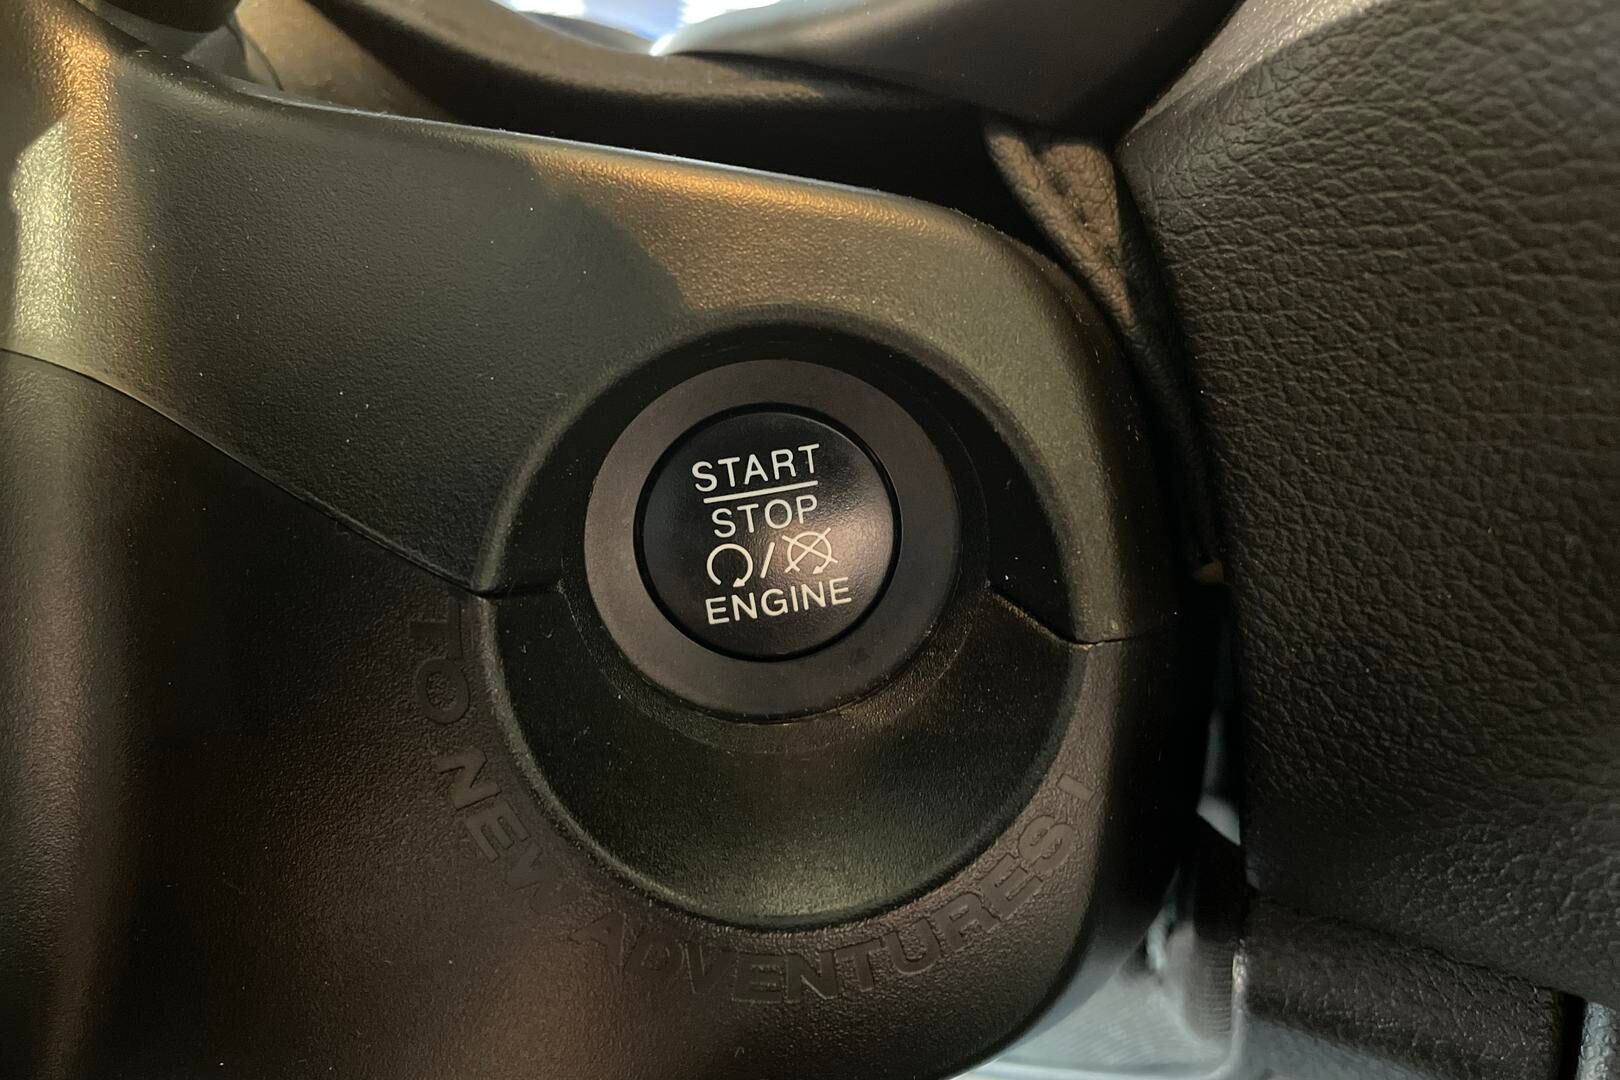 START
STOP
ENGINE
TO NEW ADVENTURES!